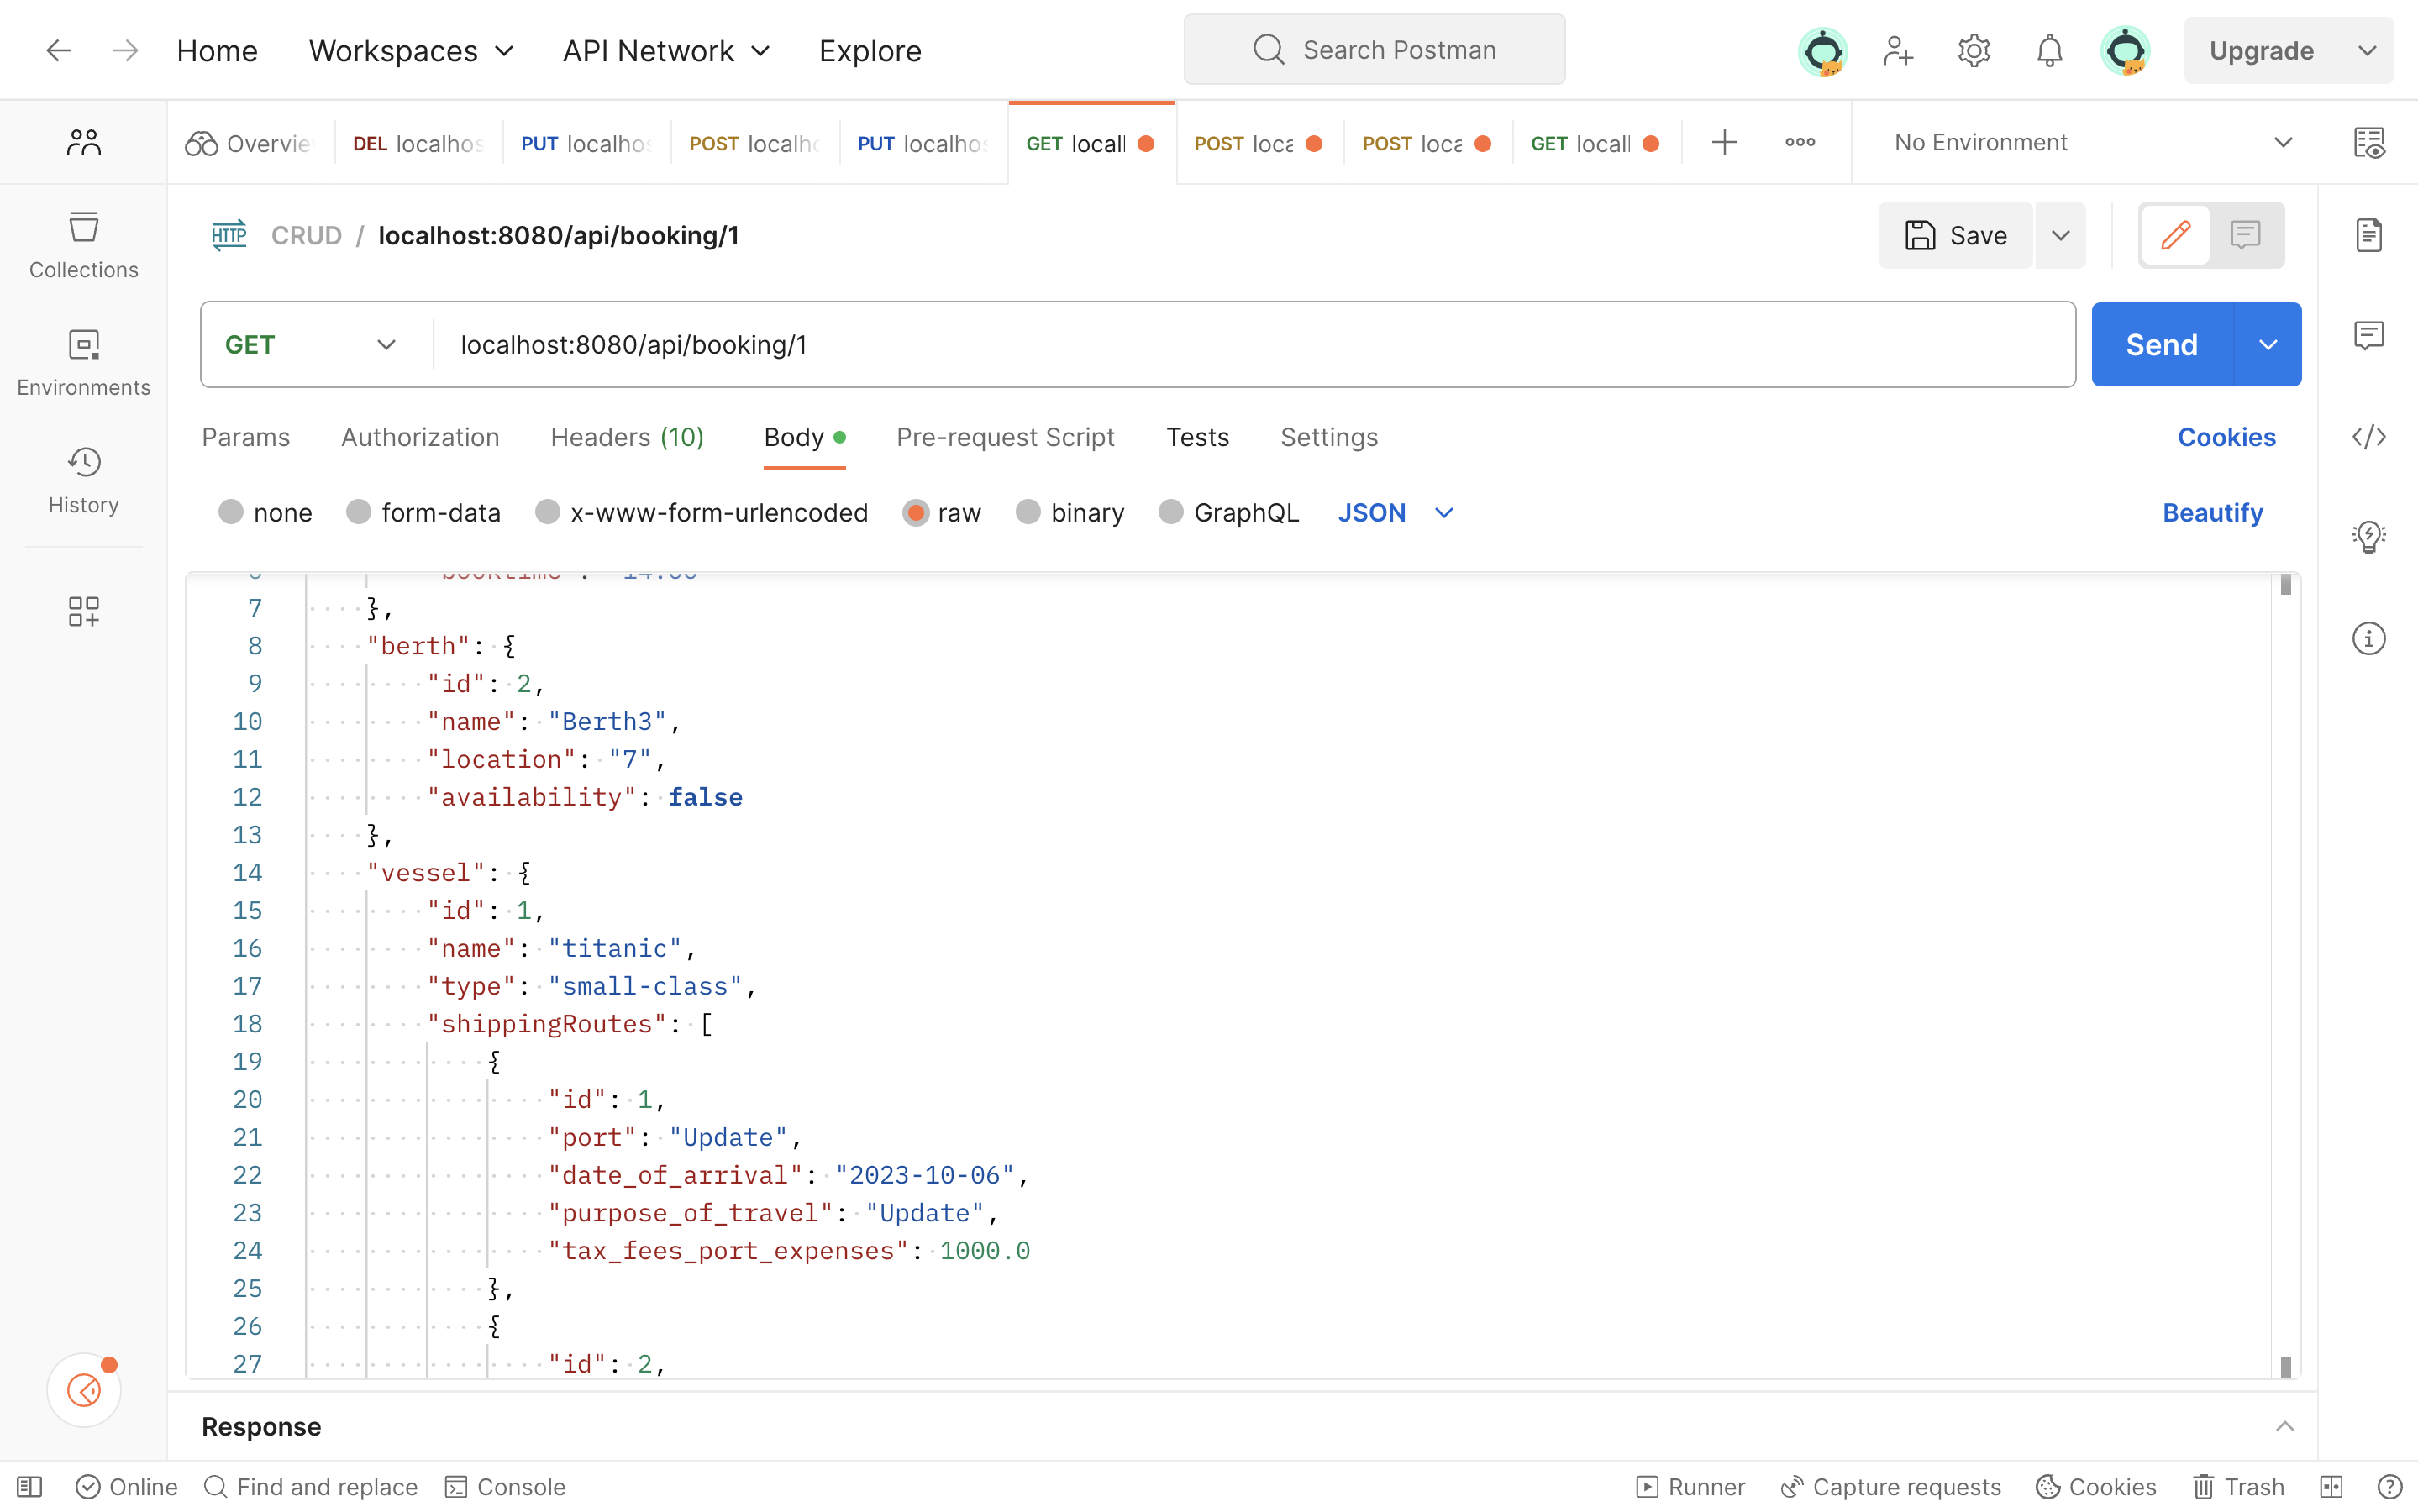 Home Workspaces API Network Explore Search Postman Upgrade
Overvie DEL localhos PUT localhos POST localho PUT localhos GET locall POST loca POST loca GET locall No Environment
HTTP CRUD / localhost:8080/api/booking/1 Save
Collections
GET localhost:8080/api/booking/1 Send
Environments
Params Authorization Headers (10) Body Pre-request Script Tests Settings Cookies
History
none form-data x-www-form-urlencoded raw binary GraphQL JSON Beautify
7 },
8 "berth": {
9 "id": 2,
10 "name": "Berth3",
11 "location": "7",
12 "availability": false
13 },
14 "vessel": {
15 "id": 1,
16 "name": "titanic",
17 "type": "small-class",
18 "shippingRoutes": [
19 {
20 "id": 1,
21 "port": "Update",
22 "date_of_arrival": "2023-10-06",
23 "purpose_of_travel": "Update",
24 "tax_fees_port_expenses": 1000.0
25 },
26 {
27 "id": 2,
Response
Online Find and replace Console Runner Capture requests Cookies Trash